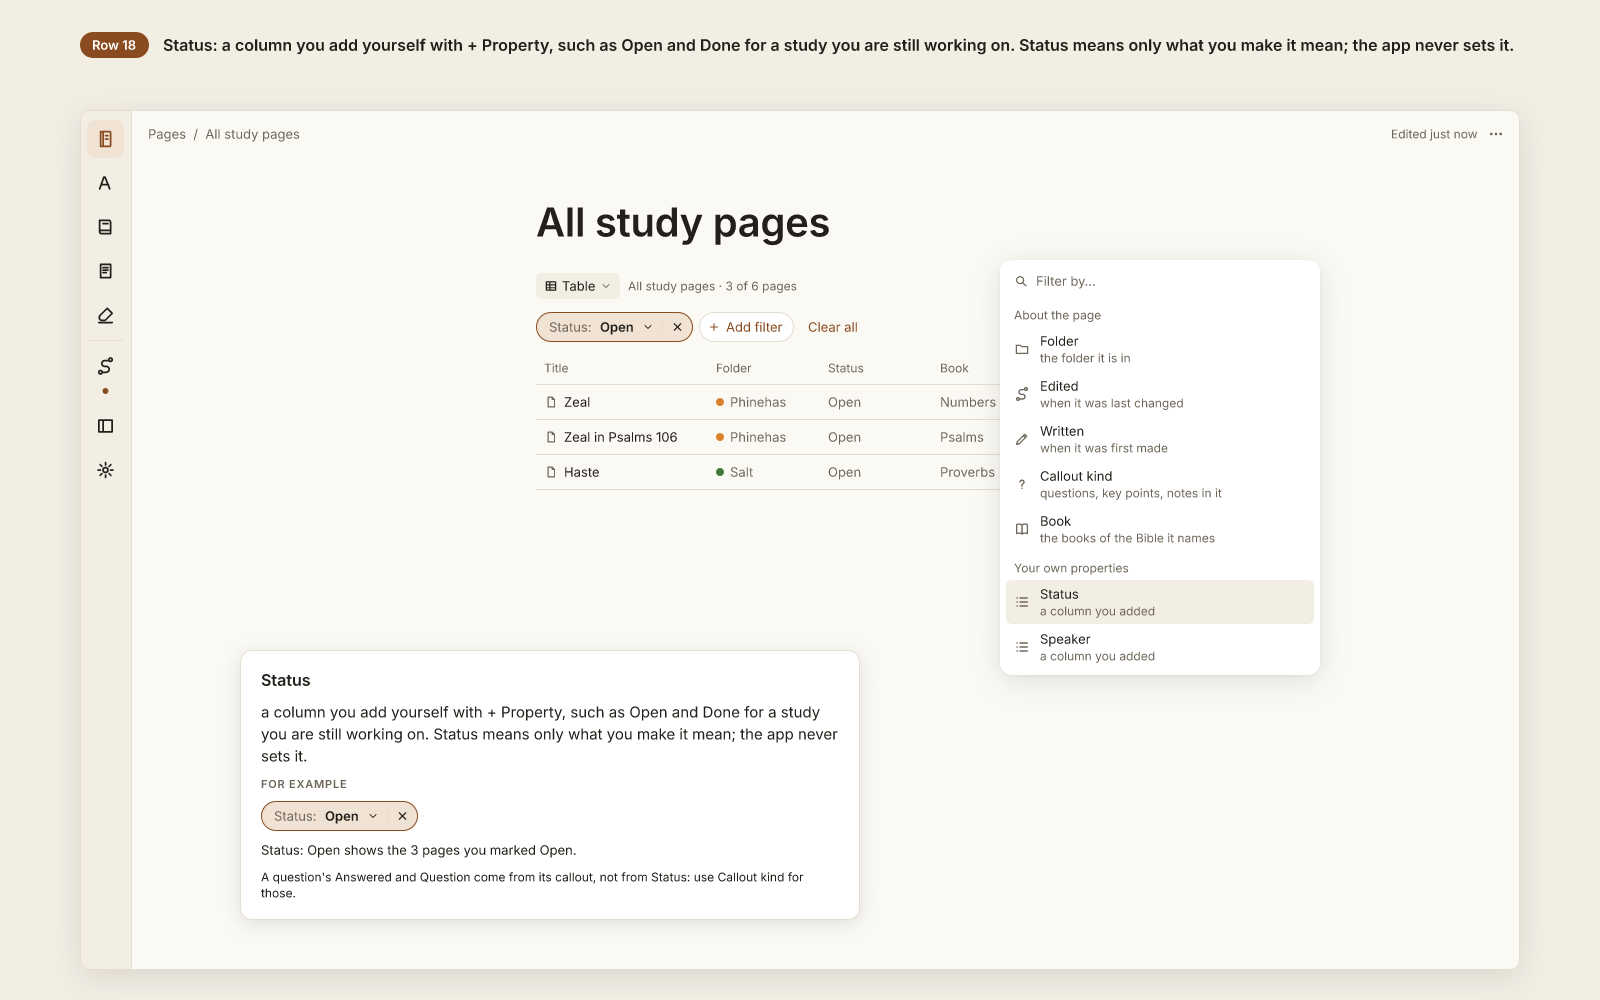 Row 18
Status: a column you add yourself with + Property, such as Open and Done for a study you are still working on. Status means only what you make it mean; the app never sets it.
Pages / All study pages
Edited just now
All study pages
Table
All study pages · 3 of 6 pages
Status: Open
+ Add filter
Clear all
Title Folder Status Book
Zeal Phinehas Open Numbers
Zeal in Psalms 106 Phinehas Open Psalms
Haste Salt Open Proverbs
Filter by...
About the page
Folder
the folder it is in
Edited
when it was last changed
Written
when it was first made
Callout kind
questions, key points, notes in it
Book
the books of the Bible it names
Your own properties
Status
a column you added
Speaker
a column you added
Status
a column you add yourself with + Property, such as Open and Done for a study
you are still working on. Status means only what you make it mean; the app never
sets it.
FOR EXAMPLE
Status: Open
Status: Open shows the 3 pages you marked Open.
A question's Answered and Question come from its callout, not from Status: use Callout kind for
those.